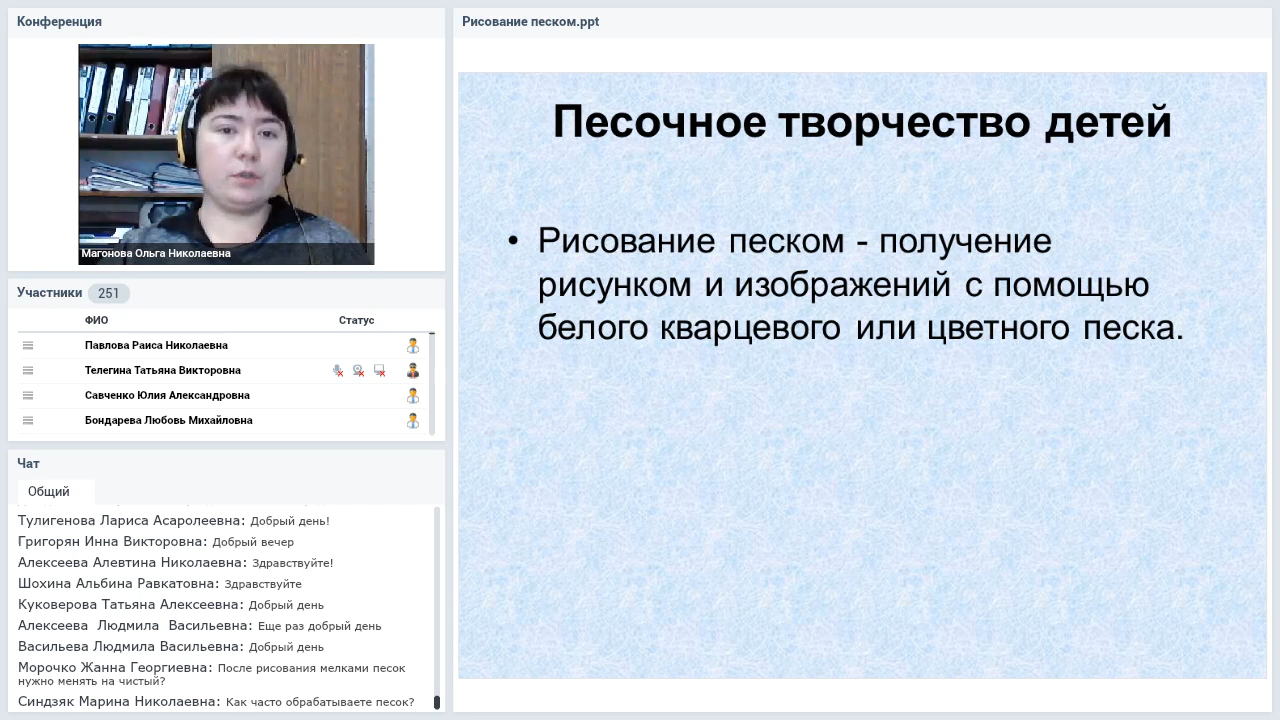 Конференция
Магонова Ольга Николаевна
Участники 251
ФИО Статус
Павлова Раиса Николаевна
Телегина Татьяна Викторовна
Савченко Юлия Александровна
Бондарева Любовь Михайловна
Чат
Общий
Тулигенова Лариса Асаролеевна: Добрый день!
Григорян Инна Викторовна: Добрый вечер
Алексеева Алевтина Николаевна: Здравствуйте!
Шохина Альбина Равкатовна: Здравствуйте
Куковерова Татьяна Алексеевна: Добрый день
Алексеева Людмила Васильевна: Еще раз добрый день
Васильева Людмила Васильевна: Добрый день
Морочко Жанна Георгиевна: После рисования мелками песок
нужно менять на чистый?
Синдзяк Марина Николаевна: Как часто обрабатываете песок?
Рисование песком.ppt
Песочное творчество детей
• Рисование песком - получение
рисунком и изображений с помощью
белого кварцевого или цветного песка.